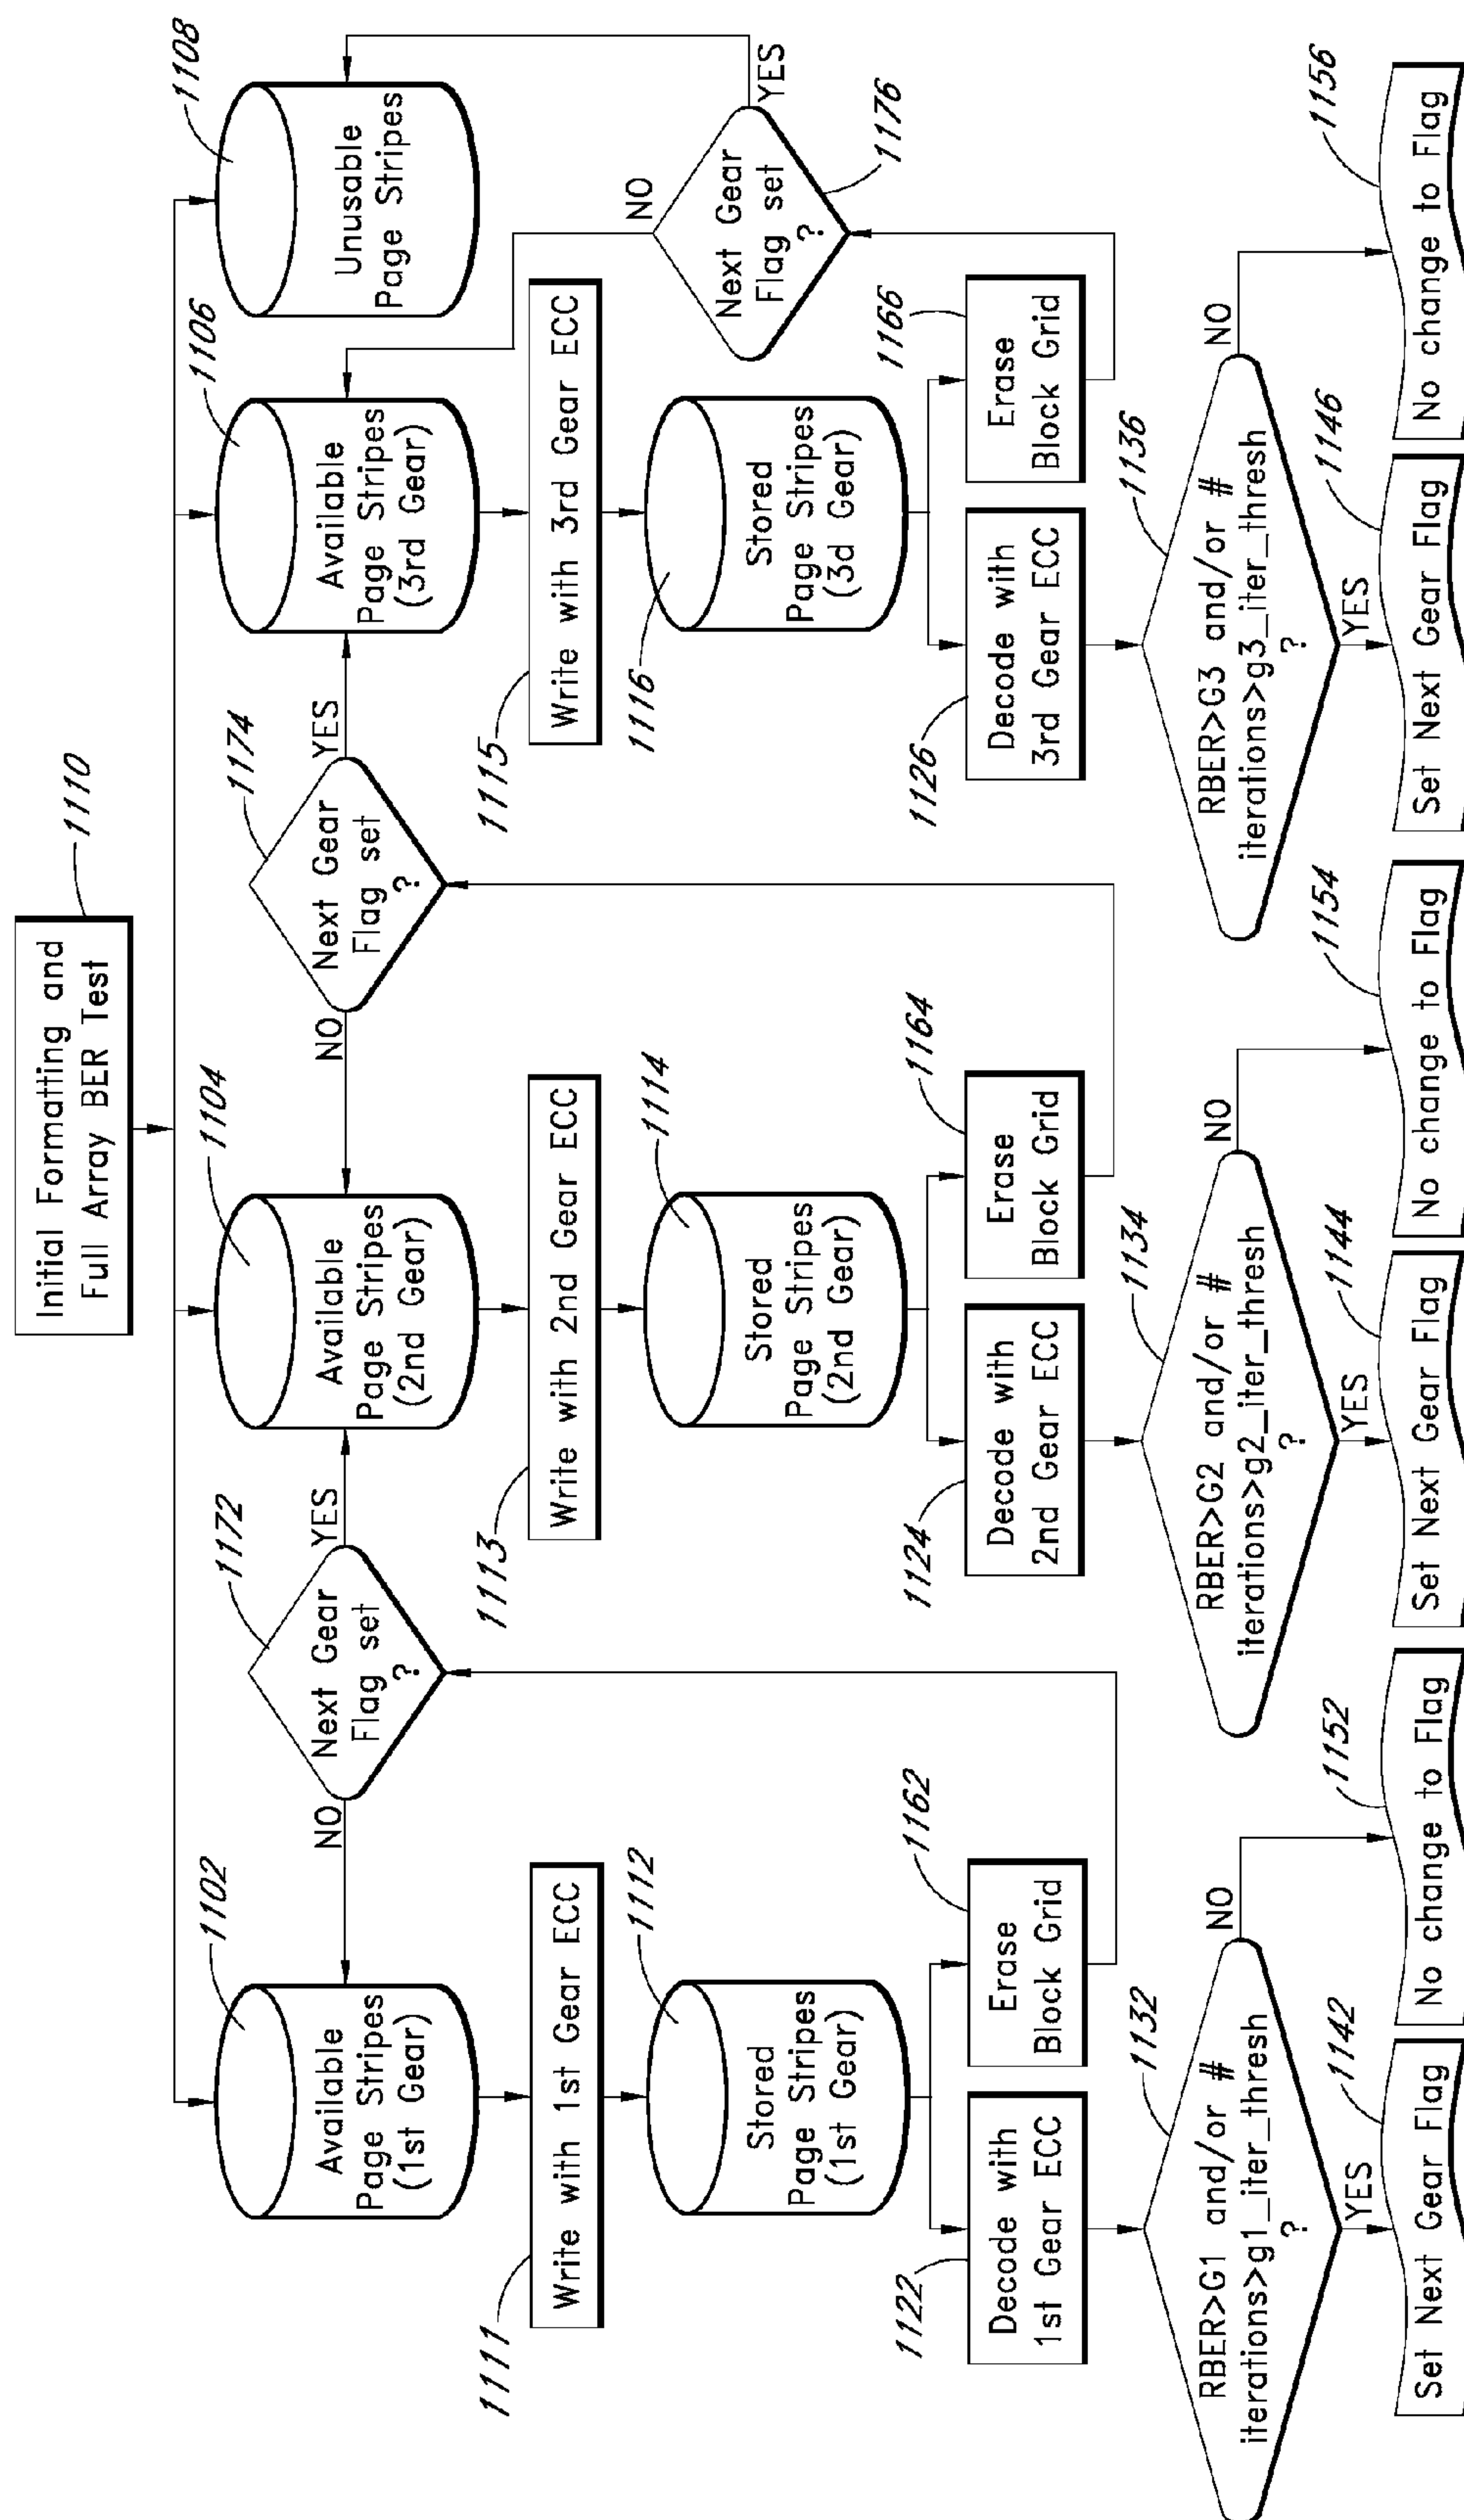 Initial Formatting and
Full Array BER Test
1110
1102
Available
Page Stripes
(1st Gear)
1172
Next Gear
Flag set
?
NO
YES
1104
Available
Page Stripes
(2nd Gear)
1174
Next Gear
Flag set
?
NO
YES
1106
Available
Page Stripes
(3rd Gear)
1108
Unusable
Page Stripes
1111
Write with 1st Gear ECC
1113
Write with 2nd Gear ECC
1115
Write with 3rd Gear ECC
1112
Stored
Page Stripes
(1st Gear)
1114
Stored
Page Stripes
(2nd Gear)
1116
Stored
Page Stripes
(3d Gear)
NO
Next Gear
Flag set
?
YES
1176
1122
Decode with
1st Gear ECC
1162
Erase
Block Grid
1124
Decode with
2nd Gear ECC
1164
Erase
Block Grid
1126
Decode with
3rd Gear ECC
1166
Erase
Block Grid
1132
RBER>G1 and/or #
iterations>g1_iter_thresh
?
NO
YES
1134
RBER>G2 and/or #
iterations>g2_iter_thresh
?
NO
YES
1136
RBER>G3 and/or #
iterations>g3_iter_thresh
?
NO
YES
1142
Set Next Gear Flag
1152
No change to Flag
1144
Set Next Gear Flag
1154
No change to Flag
1146
Set Next Gear Flag
1156
No change to Flag